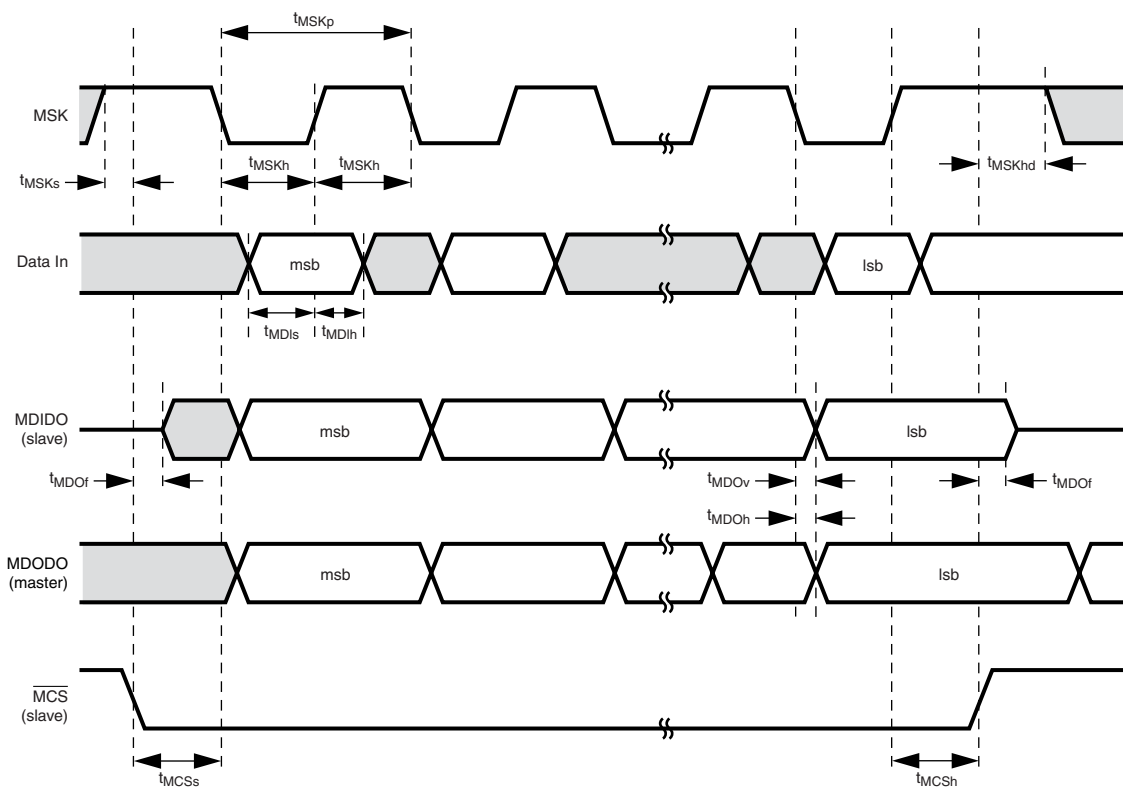 tMSKp
MSK
tMSKs
tMSKh
tMSKh
tMSKhd
Data In
msb
lsb
tMDIs
tMDIh
MDIDO
(slave)
msb
lsb
tMDOf
tMDOv
tMDOf
tMDOh
MDODO
(master)
msb
lsb
MCS
(slave)
tMCSs
tMCSh